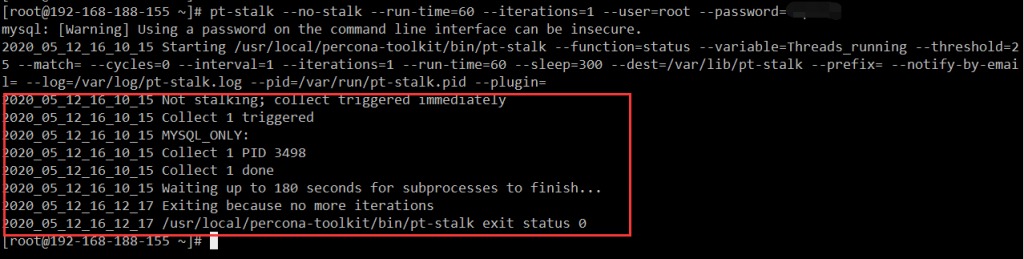 [root@192-168-188-155 ~]# pt-stalk --no-stalk --run-time=60 --iterations=1 --user=root --password=
mysql: [Warning] Using a password on the command line interface can be insecure.
2020_05_12_16_10_15 Starting /usr/local/percona-toolkit/bin/pt-stalk --function=status --variable=Threads_running --threshold=2
5 --match= --cycles=0 --interval=1 --iterations=1 --run-time=60 --sleep=300 --dest=/var/lib/pt-stalk --prefix= --notify-by-emai
l= --log=/var/log/pt-stalk.log --pid=/var/run/pt-stalk.pid --plugin=
2020_05_12_16_10_15 Not stalking; collect triggered immediately
2020_05_12_16_10_15 Collect 1 triggered
2020_05_12_16_10_15 MYSQL_ONLY:
2020_05_12_16_10_15 Collect 1 PID 3498
2020_05_12_16_10_15 Collect 1 done
2020_05_12_16_10_15 Waiting up to 180 seconds for subprocesses to finish...
2020_05_12_16_12_17 Exiting because no more iterations
2020_05_12_16_12_17 /usr/local/percona-toolkit/bin/pt-stalk exit status 0
[root@192-168-188-155 ~]#